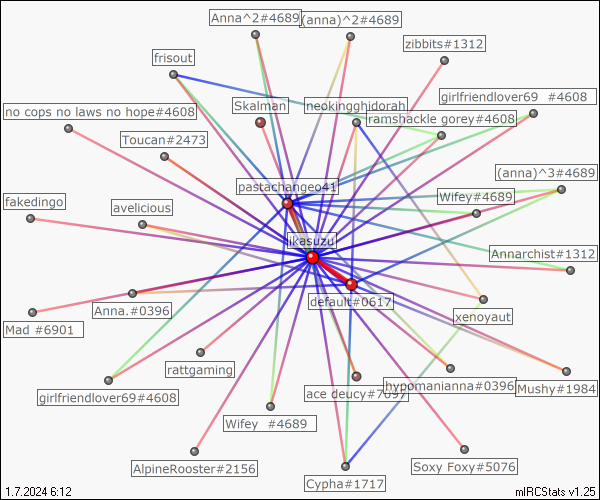 Anna^2#4689
(anna)^2#4689
zibbits#1312
frisout
girlfriendlover69  #4608
Skalman
neokingghidorah
no cops no laws no hope#4608
ramshackle gorey#4608
Toucan#2473
(anna)^3#4689
pastachangeo41
Wifey#4689
fakedingo
avelicious
ikasuzu
Annarchist#1312
default#0617
Anna.#0396
xenoyaut
Mad #6901
rattgaming
ace deucy#7097
hypomanianna#0396
Mushy#1984
girlfriendlover69#4608
Wifey  #4689
AlpineRooster#2156
Soxy Foxy#5076
Cypha#1717
1.7.2024 6:12
mIRCStats v1.25